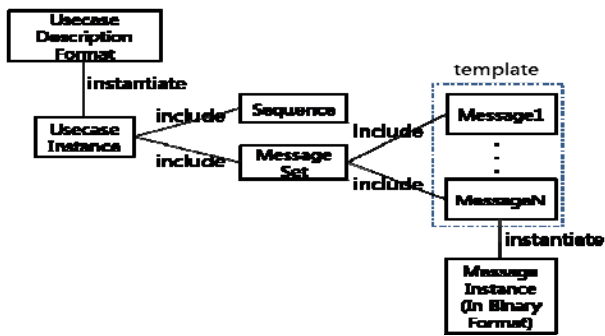 Usecase
Description
Format
instantiate
template
Usecase
Instance
include
include
Sequence
Message
Set
Include
include
Message1
MessageN
instantiate
Message
Instance
(In Binary
Format)